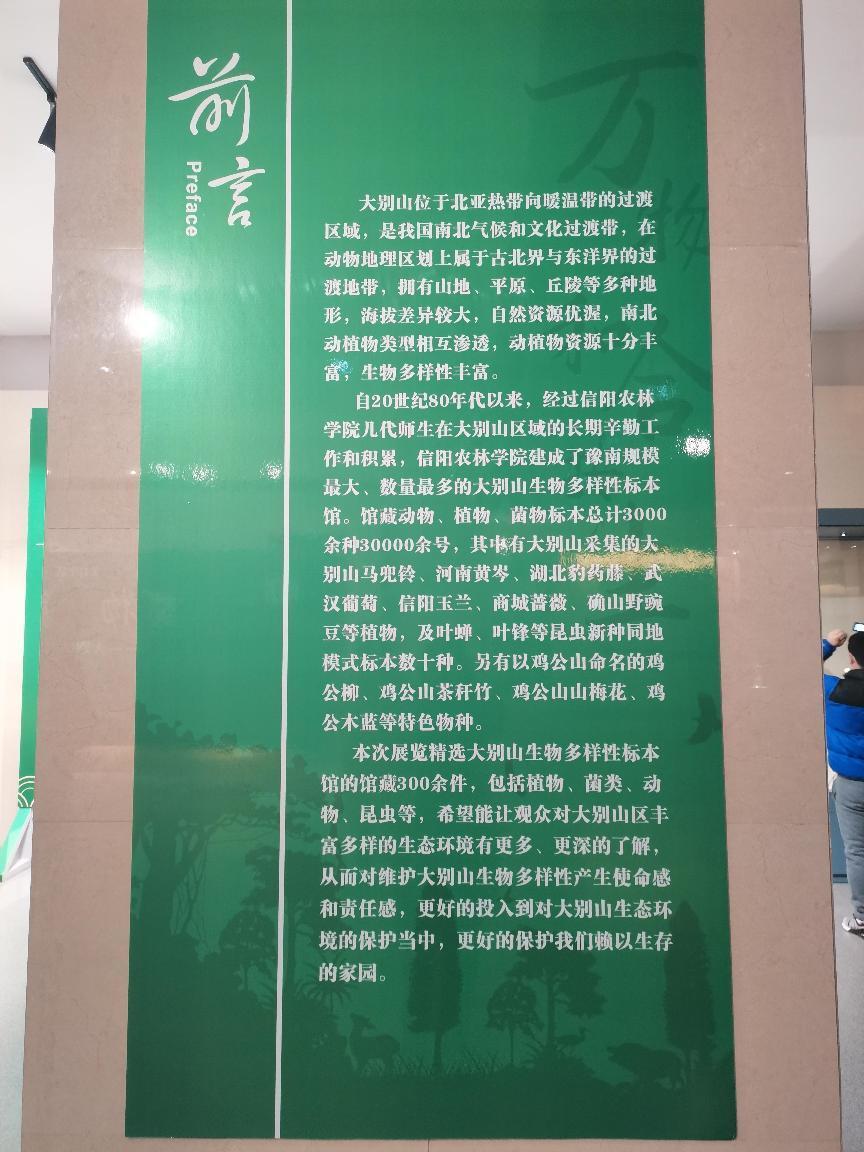 前言
Preface
大别山位于北亚热带向暖温带的过渡
区域，是我国南北气候和文化过渡带，在
动物地理区划上属于古北界与东洋界的过
渡地带，拥有山地、平原、丘陵等多种地
形，海拔差异较大，自然资源优渥，南北
动植物类型相互渗透，动植物资源十分丰
富，生物多样性丰富。
自20世纪80年代以来，经过信阳农林
学院几代师生在大别山区域的长期辛勤工
作和积累，信阳农林学院建成了豫南规模
最大、数量最多的大别山生物多样性标本
馆。馆藏动物、植物、菌物标本总计3000
余种30000余号，其中有大别山采集的大
别山马兜铃、河南黄芩、湖北豹药藤、武
汉葡萄、信阳玉兰、商城蔷薇、确山野豌
豆等植物，及叶蝉、叶锋等昆虫新种同地
模式标本数十种。另有以鸡公山命名的鸡
公柳、鸡公山茶秆竹、鸡公山山梅花、鸡
公木蓝等特色物种。
本次展览精选大别山生物多样性标本
馆的馆藏300余件，包括植物、菌类、动
物、昆虫等，希望能让观众对大别山区丰
富多样的生态环境有更多、更深的了解，
从而对维护大别山生物多样性产生使命感
和责任感，更好的投入到对大别山生态环
境的保护当中，更好的保护我们赖以生存
的家园。
万物